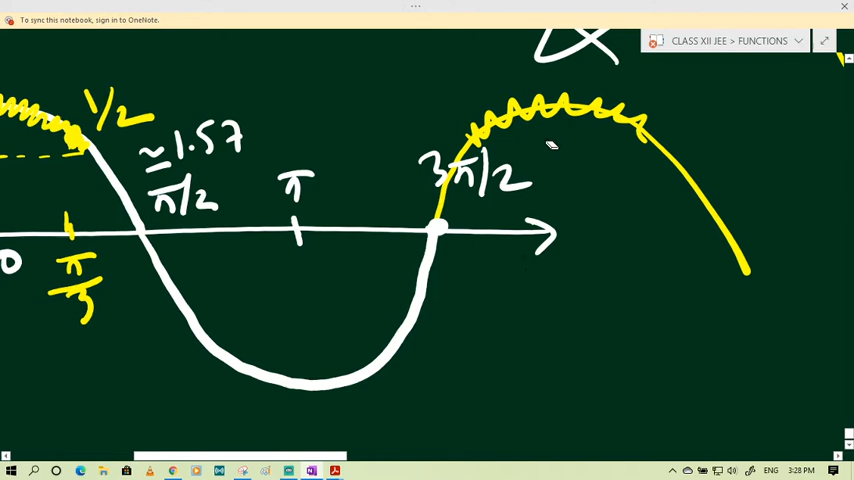 To sync this notebook, sign in to OneNote.
CLASS XII JEE > FUNCTIONS
1/2
≃1.57
π/2
π
3π/2
0
π/3
ENG
3:28 PM